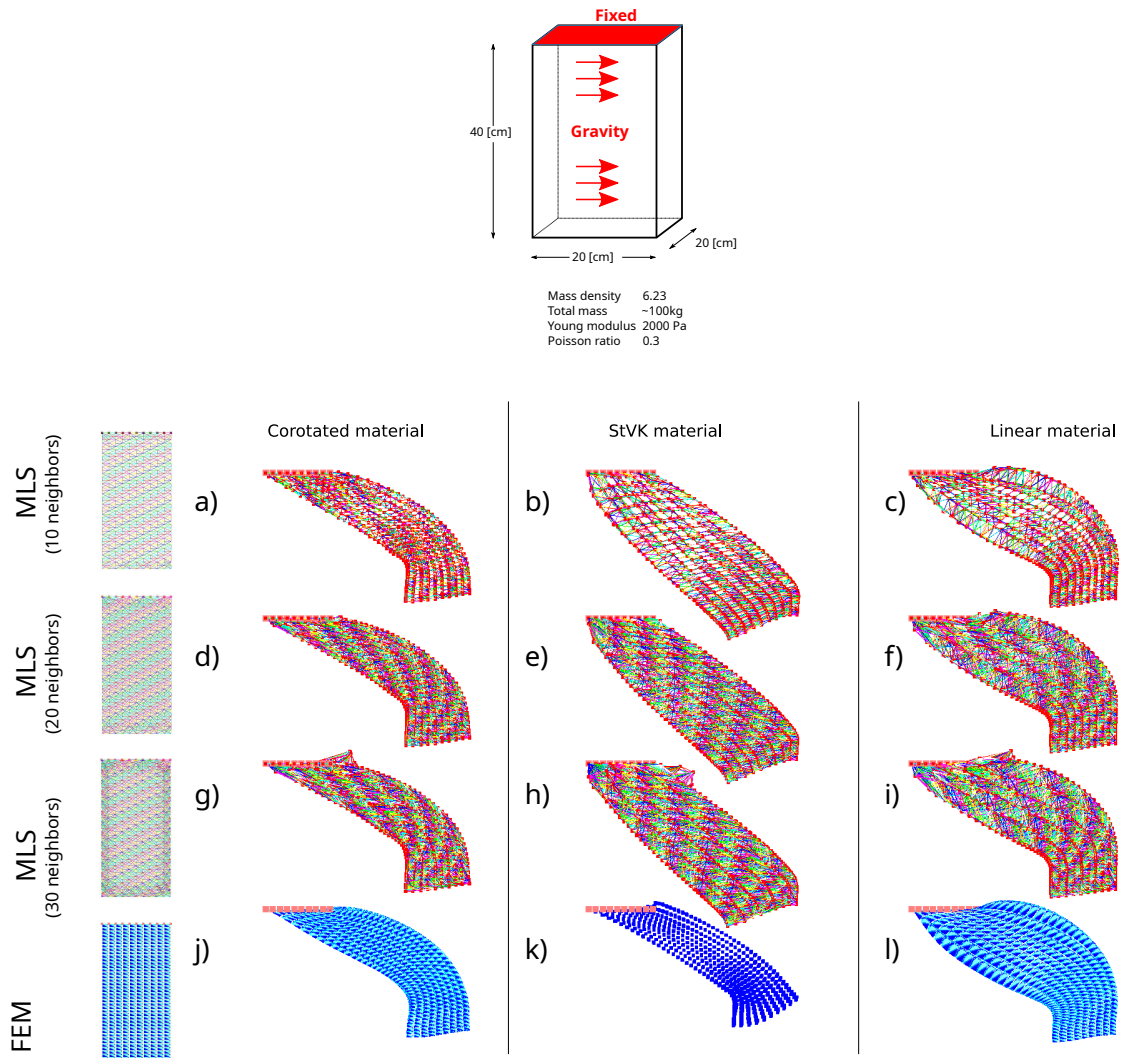 Fixed
40 [cm]
Gravity
20 [cm]
20 [cm]
Mass density 6.23
Total mass ~100kg
Young modulus 2000 Pa
Poisson ratio 0.3
Corotated material
StVK material
Linear material
MLS
(10 neighbors)
a)
b)
c)
MLS
(20 neighbors)
d)
e)
f)
MLS
(30 neighbors)
g)
h)
i)
FEM
j)
k)
l)